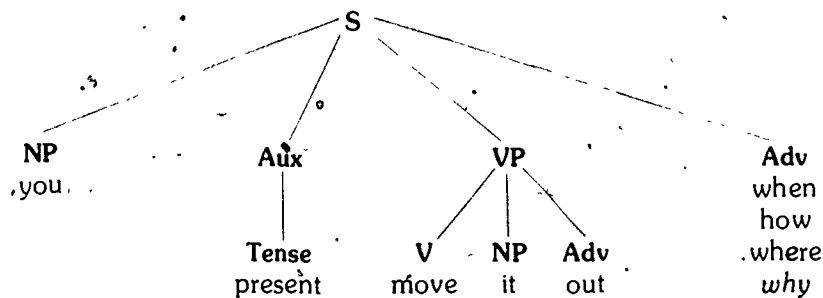 S
NP Aux VP Adv
you when
how
Tense V NP Adv where
present move it out why